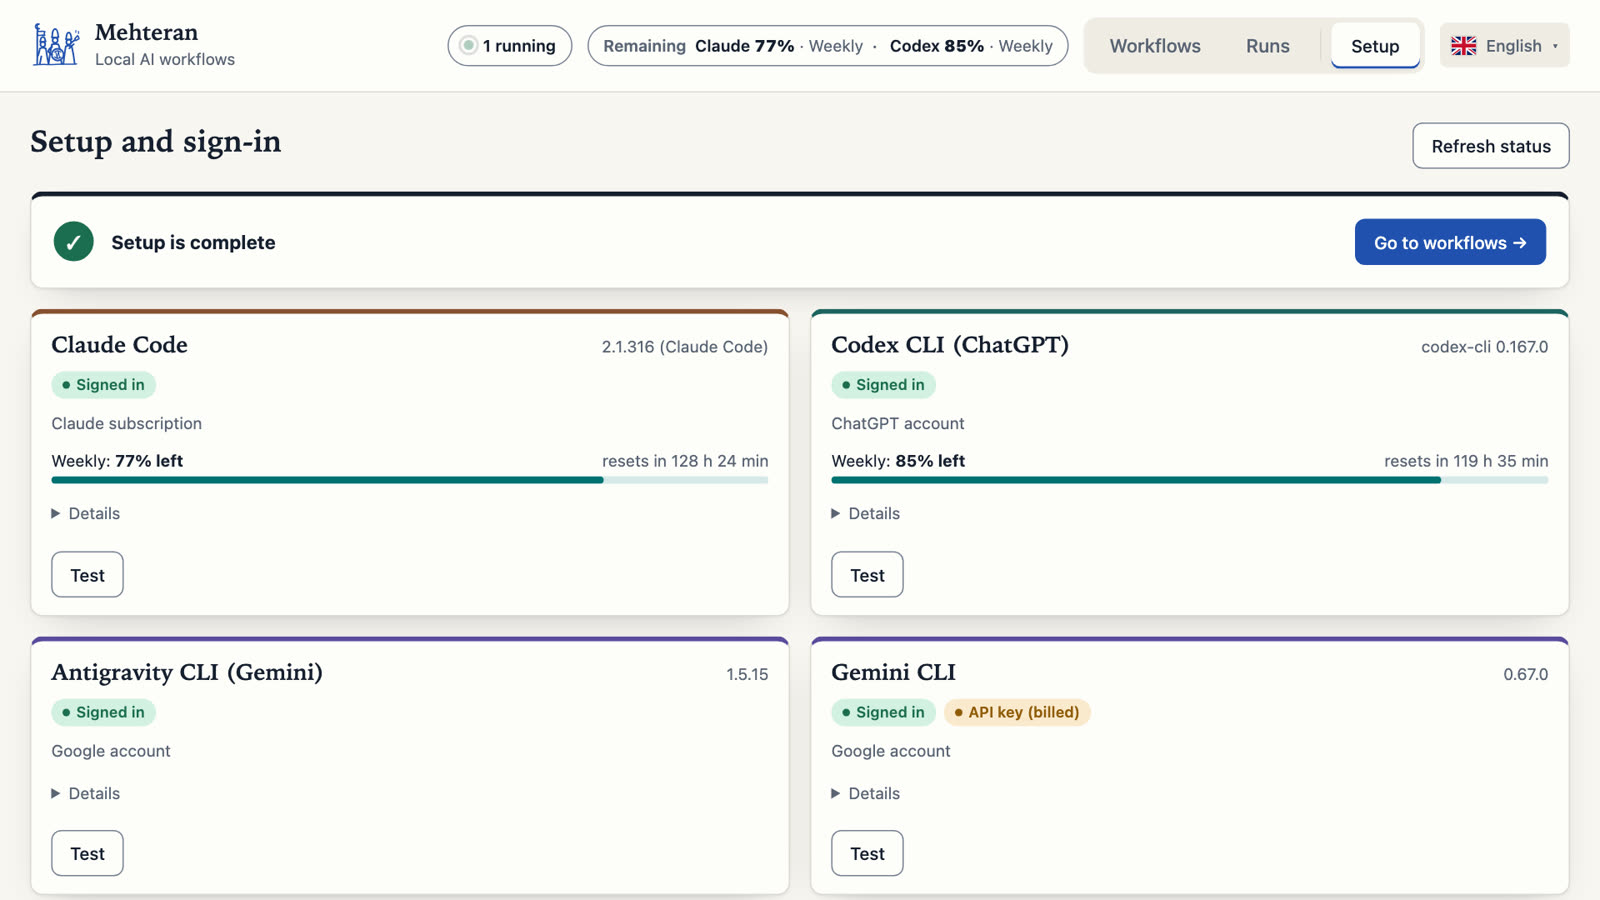 Mehteran
Local AI workflows
1 running
Remaining Claude 77% · Weekly · Codex 85% · Weekly
Workflows
Runs
Setup
English
Setup and sign-in
Refresh status
✓ Setup is complete
Go to workflows →
Claude Code
2.1.316 (Claude Code)
Signed in
Claude subscription
Weekly: 77% left
resets in 128 h 24 min
Details
Test
Codex CLI (ChatGPT)
codex-cli 0.167.0
Signed in
ChatGPT account
Weekly: 85% left
resets in 119 h 35 min
Details
Test
Antigravity CLI (Gemini)
1.5.15
Signed in
Google account
Details
Test
Gemini CLI
0.67.0
Signed in
API key (billed)
Google account
Details
Test